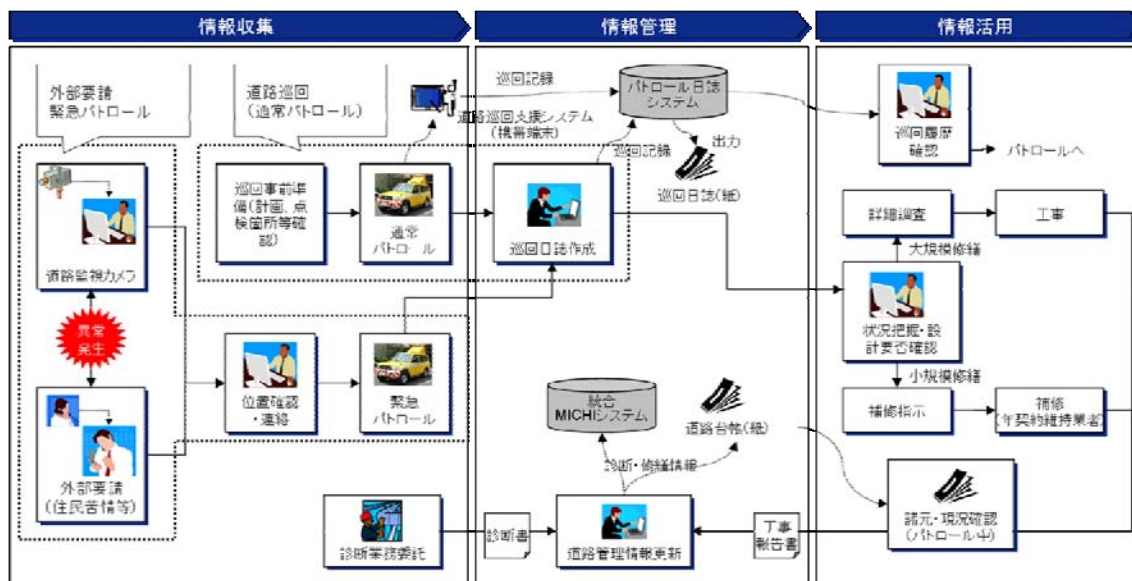 情報収集
情報管理
情報活用
外部要請
緊急パトロール
道路巡回
(通常パトロール)
道路巡回支援システム
(携帯端末)
巡回記録
パトロール日誌
システム
巡回記録
出力
巡回日誌(紙)
巡回履歴
確認
パトロールへ
道路監視カメラ
巡回事前準
備(計画、点
検箇所等確
認)
通常
パトロール
巡回日誌作成
詳細調査
工事
大規模修繕
状況把握・設
計要否確認
小規模修繕
補修指示
補修
(年契約維持業者)
異常
発生
位置確認
・連絡
緊急
パトロール
外部要請
(住民苦情等)
統合
MICHIシステム
道路台帳(紙)
診断・修繕情報
診断業務委託
診断書
道路管理情報更新
工事
報告書
諸元・現況確認
(パトロール中)